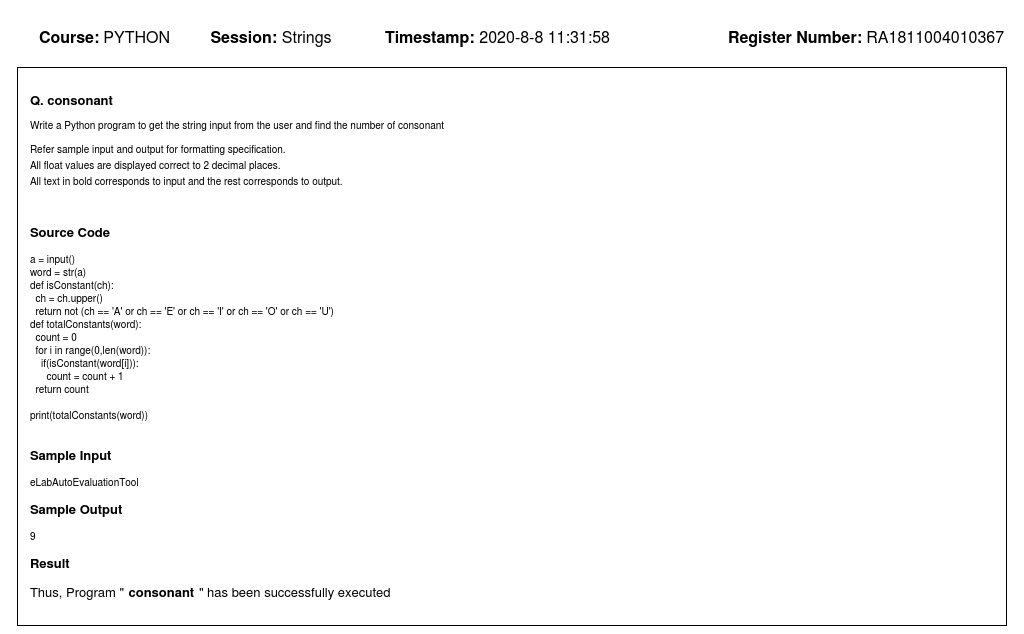 Course: PYTHON Session: Strings Timestamp: 2020-8-8 11:31:58 Register Number: RA1811004010367
Q. consonant
Write a Python program to get the string input from the user and find the number of consonant
Refer sample input and output for formatting specification.
All float values are displayed correct to 2 decimal places.
All text in bold corresponds to input and the rest corresponds to output.
Source Code
a = input()
word = str(a)
def isConstant(ch):
  ch = ch.upper()
  return not (ch == 'A' or ch == 'E' or ch == 'I' or ch == 'O' or ch == 'U')
def totalConstants(word):
  count = 0
  for i in range(0,len(word)):
    if(isConstant(word[i])):
      count = count + 1
  return count
print(totalConstants(word))
Sample Input
eLabAutoEvaluationTool
Sample Output
9
Result
Thus, Program " consonant " has been successfully executed